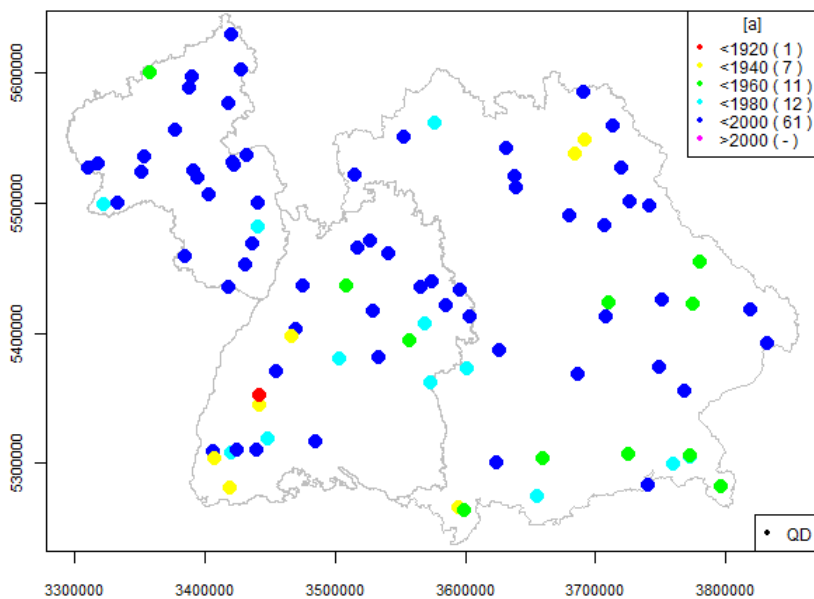 [a]
<1920 ( 1 )
<1940 ( 7 )
<1960 ( 11 )
<1980 ( 12 )
<2000 ( 61 )
>2000 ( - )
5600000
5500000
5400000
5300000
QD
3300000 3400000 3500000 3600000 3700000 3800000